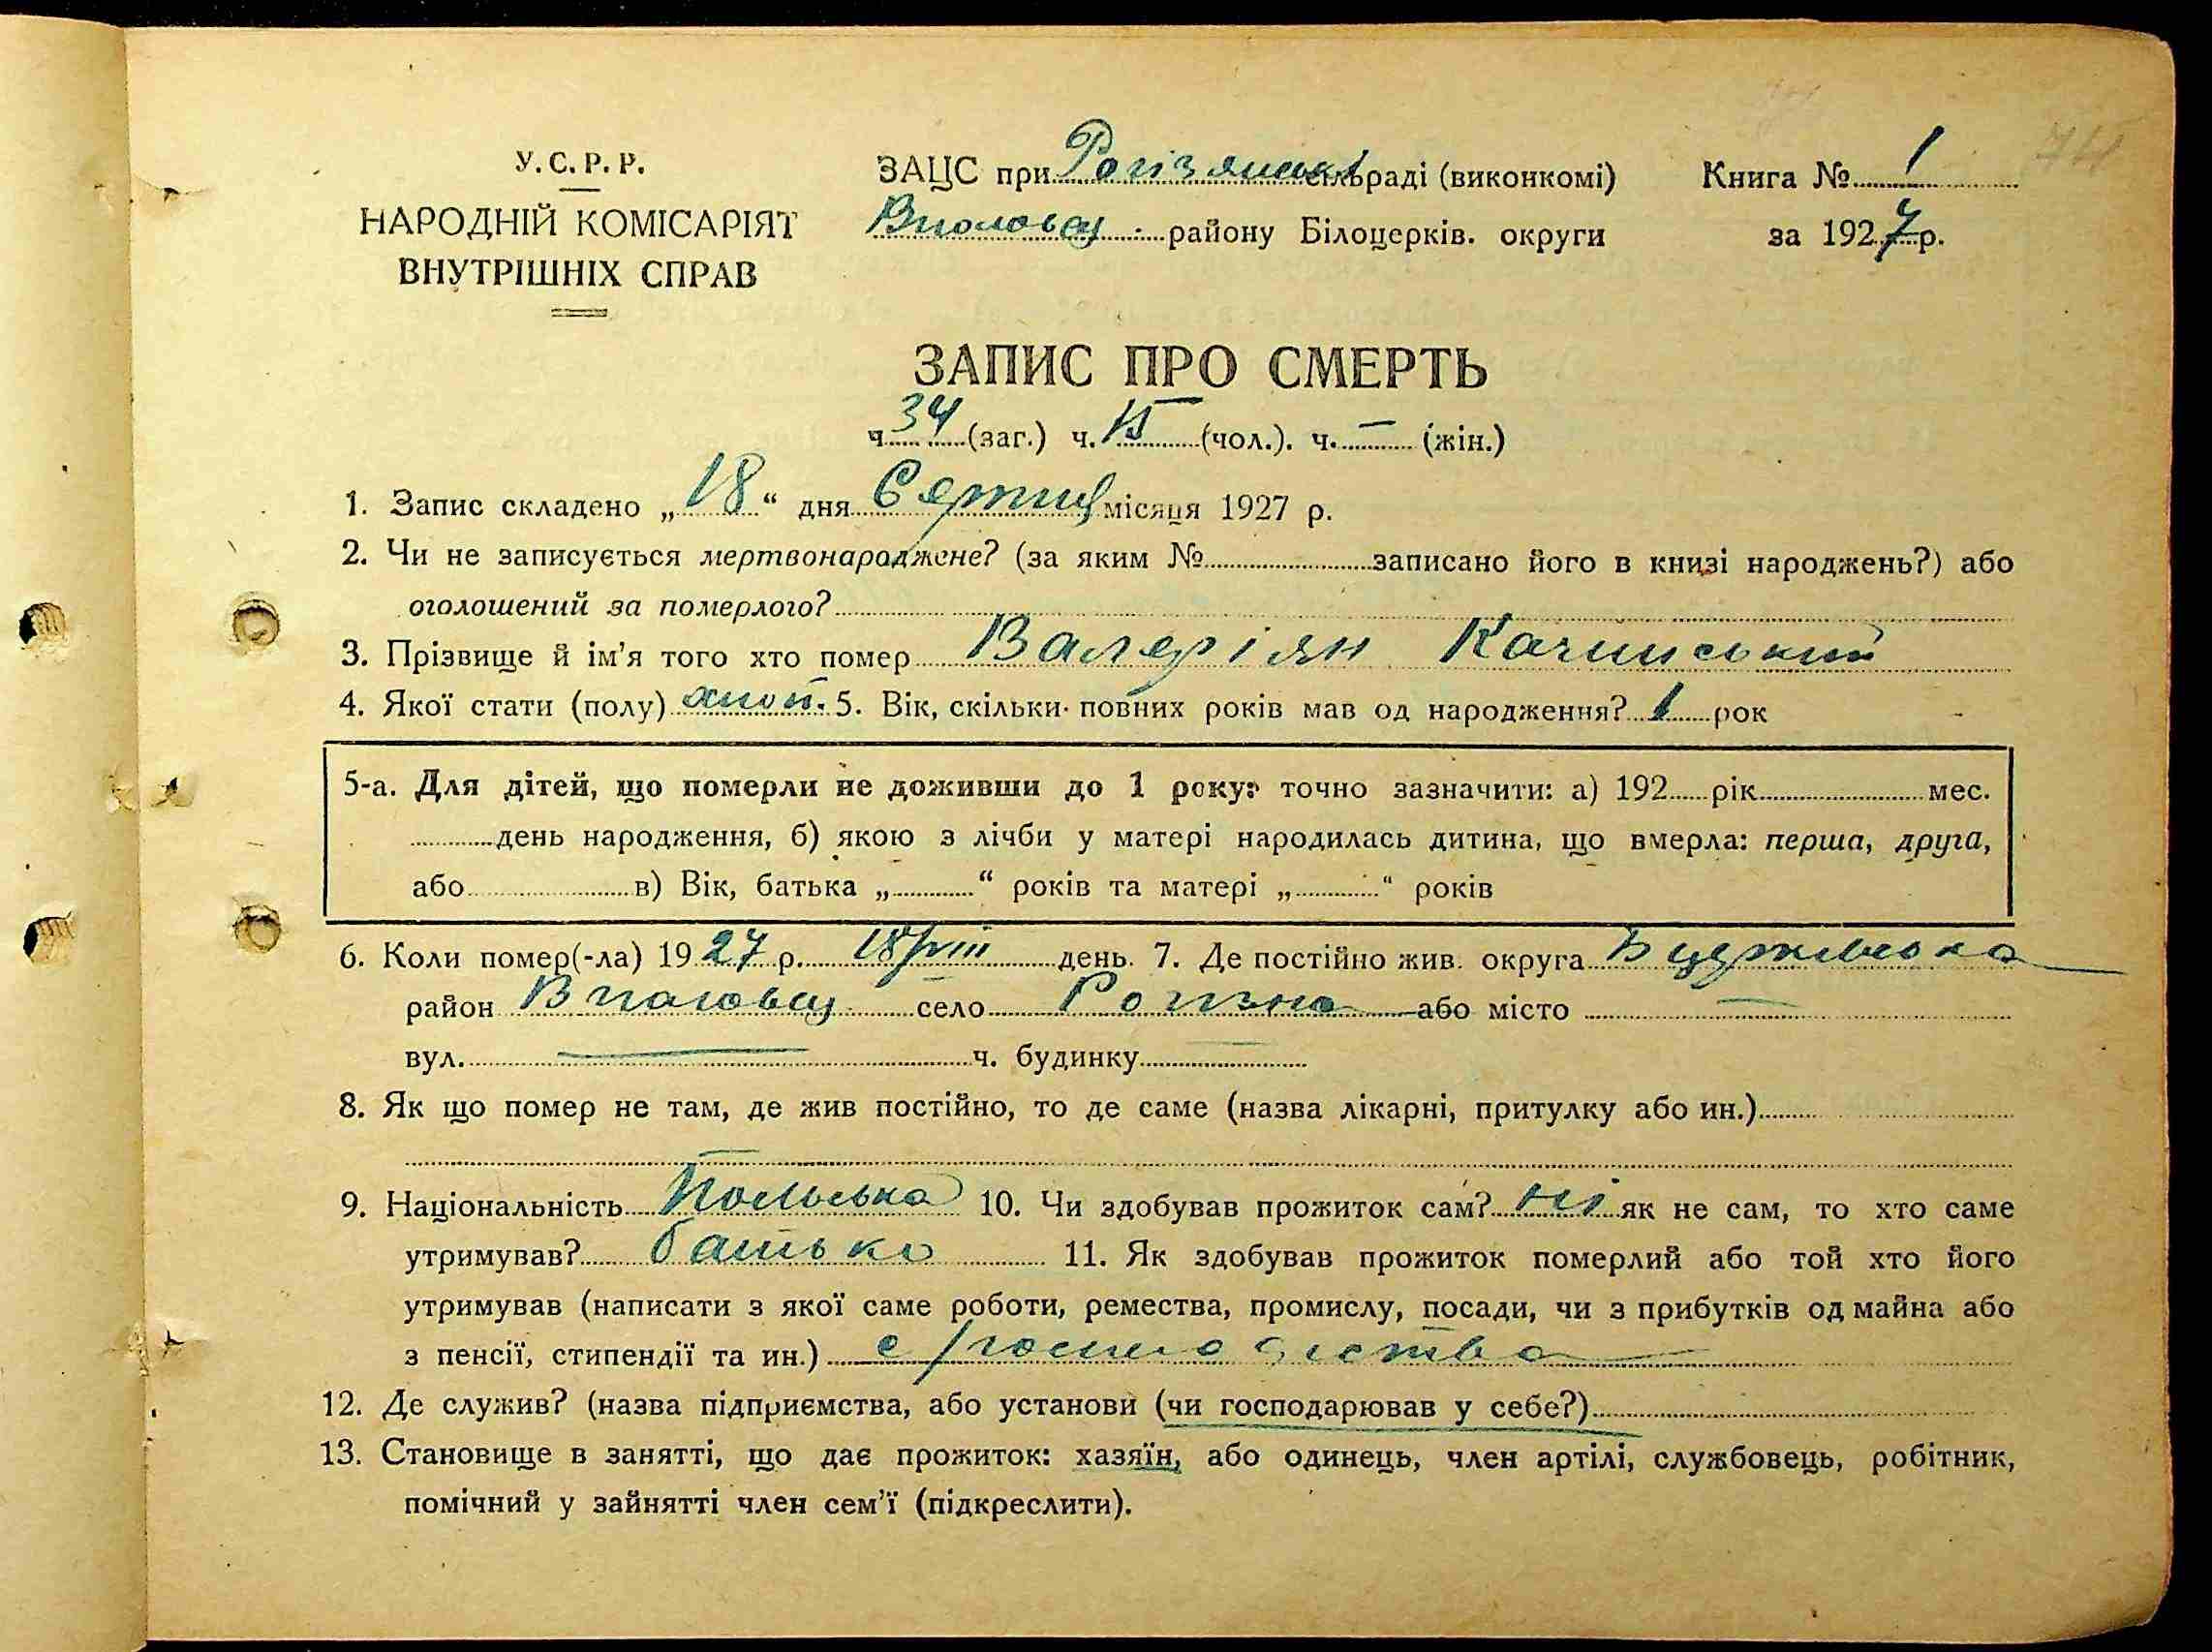 У.С.Р.Р.
НАРОДНІЙ КОМІСАРІЯТ
ВНУТРІШНІХ СПРАВ
ЗАЦС при Рогізянські сільраді (виконкомі)
району Білоцерків. округи
Книга № 1
за 1927 р.
ЗАПИС ПРО СМЕРТЬ
ч. 34 (заг.) ч. (чол.). ч. — (жін.)
1. Запис складено „18“ дня Серпня місяця 1927 р.
2. Чи не записується мертвонароджене? (за яким № записано його в книзі народжень?) або
оголошений за померлого?
3. Прізвище й ім’я того хто помер Валеріян Качинський
4. Якої стати (полу) чолов. 5. Вік, скільки повних років мав од народження? 1 рок
5-а. Для дітей, що померли не доживши до 1 року: точно зазначити: а) 192 рік мес.
день народження, б) якою з лічби у матері народилась дитина, що вмерла: перша, друга,
або в) Вік, батька „ “ років та матері „ “ років
6. Коли помер(-ла) 1927 р. 18/VIII день. 7. Де постійно жив. округа
район село Рогізна або місто —
вул. — ч. будинку —
8. Як що помер не там, де жив постійно, то де саме (назва лікарні, притулку або ин.)
9. Національність Польська 10. Чи здобував прожиток сам? Ні як не сам, то хто саме
утримував? батько 11. Як здобував прожиток померлий або той хто його
утримував (написати з якої саме роботи, ремества, промислу, посади, чи з прибутків од майна або
з пенсії, стипендії та ин.) с/господарства
12. Де служив? (назва підприємства, або установи (чи господарював у себе?)
13. Становище в занятті, що дає прожиток: хазяїн, або одинець, член артілі, службовець, робітник,
помічний у зайнятті член сем’ї (підкреслити).